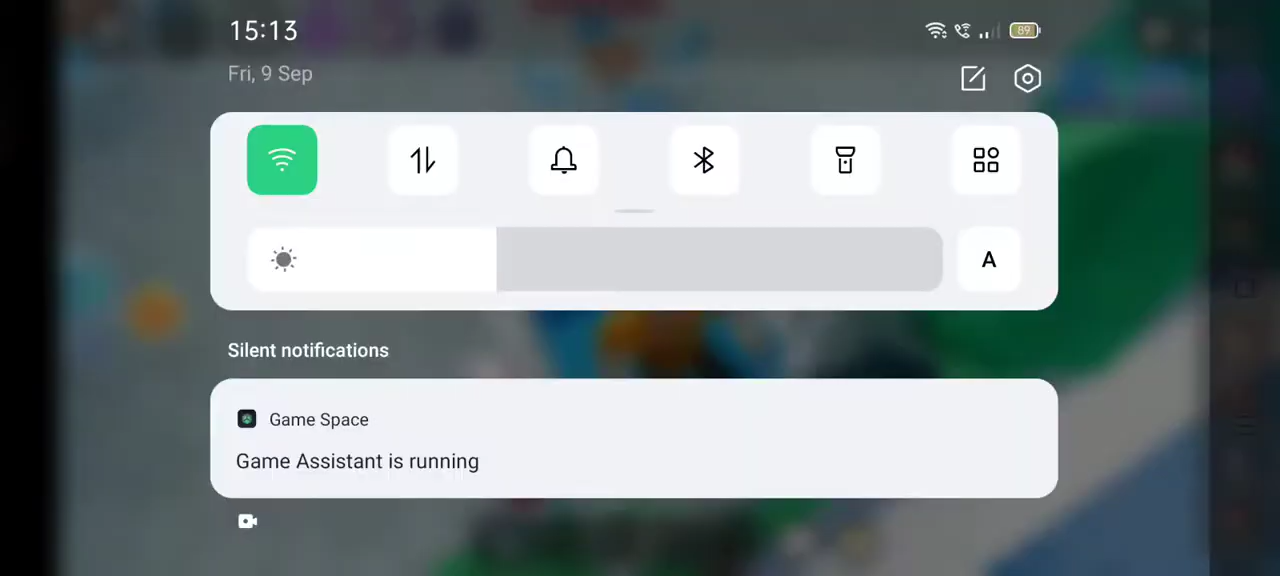 15:13
89
Fri, 9 Sep
A
Silent notifications
Game Space
Game Assistant is running